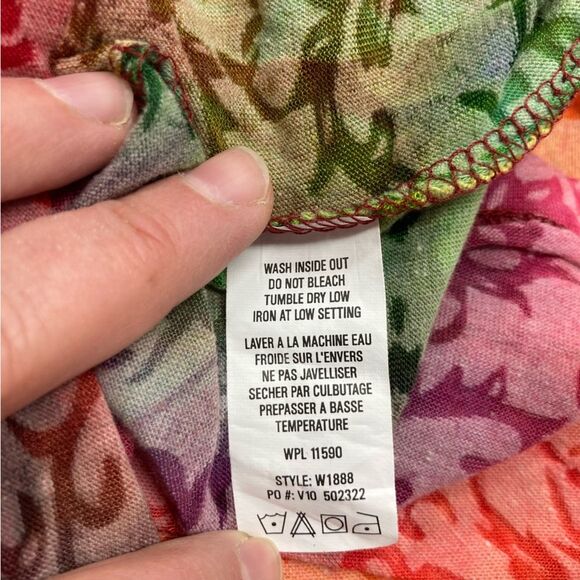 WASH INSIDE OUT
DO NOT BLEACH
TUMBLE DRY LOW
IRON AT LOW SETTING
LAVER A LA MACHINE EAU
FROIDE SUR L'ENVERS
NE PAS JAVELLISER
SECHER PAR CULBUTAGE
PREPASSER A BASSE
TEMPERATURE
WPL 11590
STYLE: W1888
PO #: V10 502322